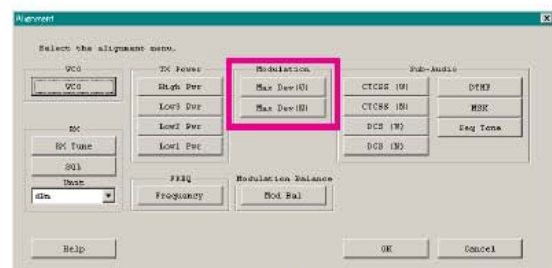 Alignment
Select the alignment menu.
VCO
VCO
TX Power
High Pwr
Low3 Pwr
Low2 Pwr
Low1 Pwr
Modulation
Max Dev(W)
Max Dev(N)
Sub-Audio
CTCSS (W)
CTCSS (N)
DCS (W)
DCS (N)
DTMF
MSK
Seq Tone
RX
RX Tune
SQL
Unit
dBm
FREQ
Frequency
Modulation Balance
Mod Bal
Help
OK
Cancel